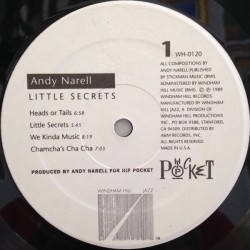 1 WH-0120
Andy Narell
LITTLE SECRETS
Heads or Tails 6:58
Little Secrets 5:45
We Kinda Music 8:19
Chamcha's Cha Cha 7:03
ALL COMPOSITIONS BY
ANDY NARELL PUBLISHED
BY STICKMAN MUSIC (BMI).
ADMINISTERED BY WINDHAM
HILL MUSIC (BMI). ℗ © 1989
WINDHAM HILL RECORDS.
MANUFACTURED BY WINDHAM
HILL JAZZ, A DIVISION OF
WINDHAM HILL PRODUCTIONS
INC., PO BOX 9388, STANFORD,
CA 94309. DISTRIBUTED BY
A&M RECORDS, INC.
ALL RIGHTS RESERVED.
MADE IN U.S.A.
HIP
POCKET
PRODUCED BY ANDY NARELL FOR HIP POCKET
WINDHAM HILL JAZZ